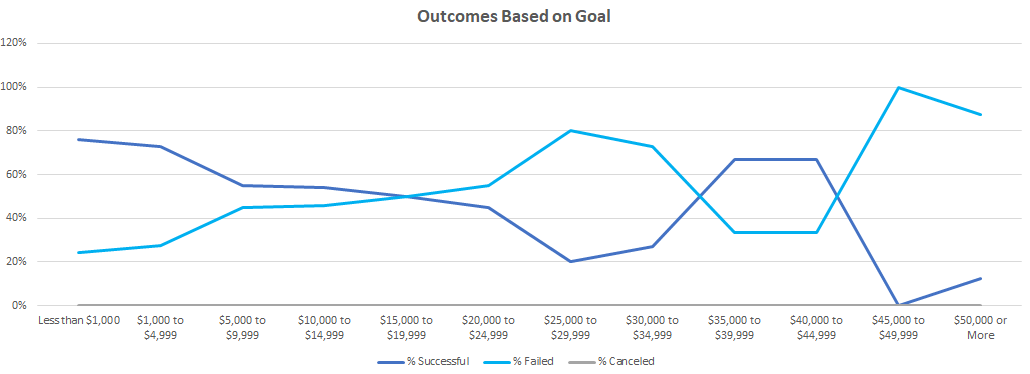 Outcomes Based on Goal
120%
100%
80%
60%
40%
20%
0%
Less than $1,000
$1,000 to
$4,999
$5,000 to
$9,999
$10,000 to
$14,999
$15,000 to
$19,999
$20,000 to
$24,999
$25,000 to
$29,999
$30,000 to
$34,999
$35,000 to
$39,999
$40,000 to
$44,999
$45,000 to
$49,999
$50,000 or
More
% Successful
% Failed
% Canceled